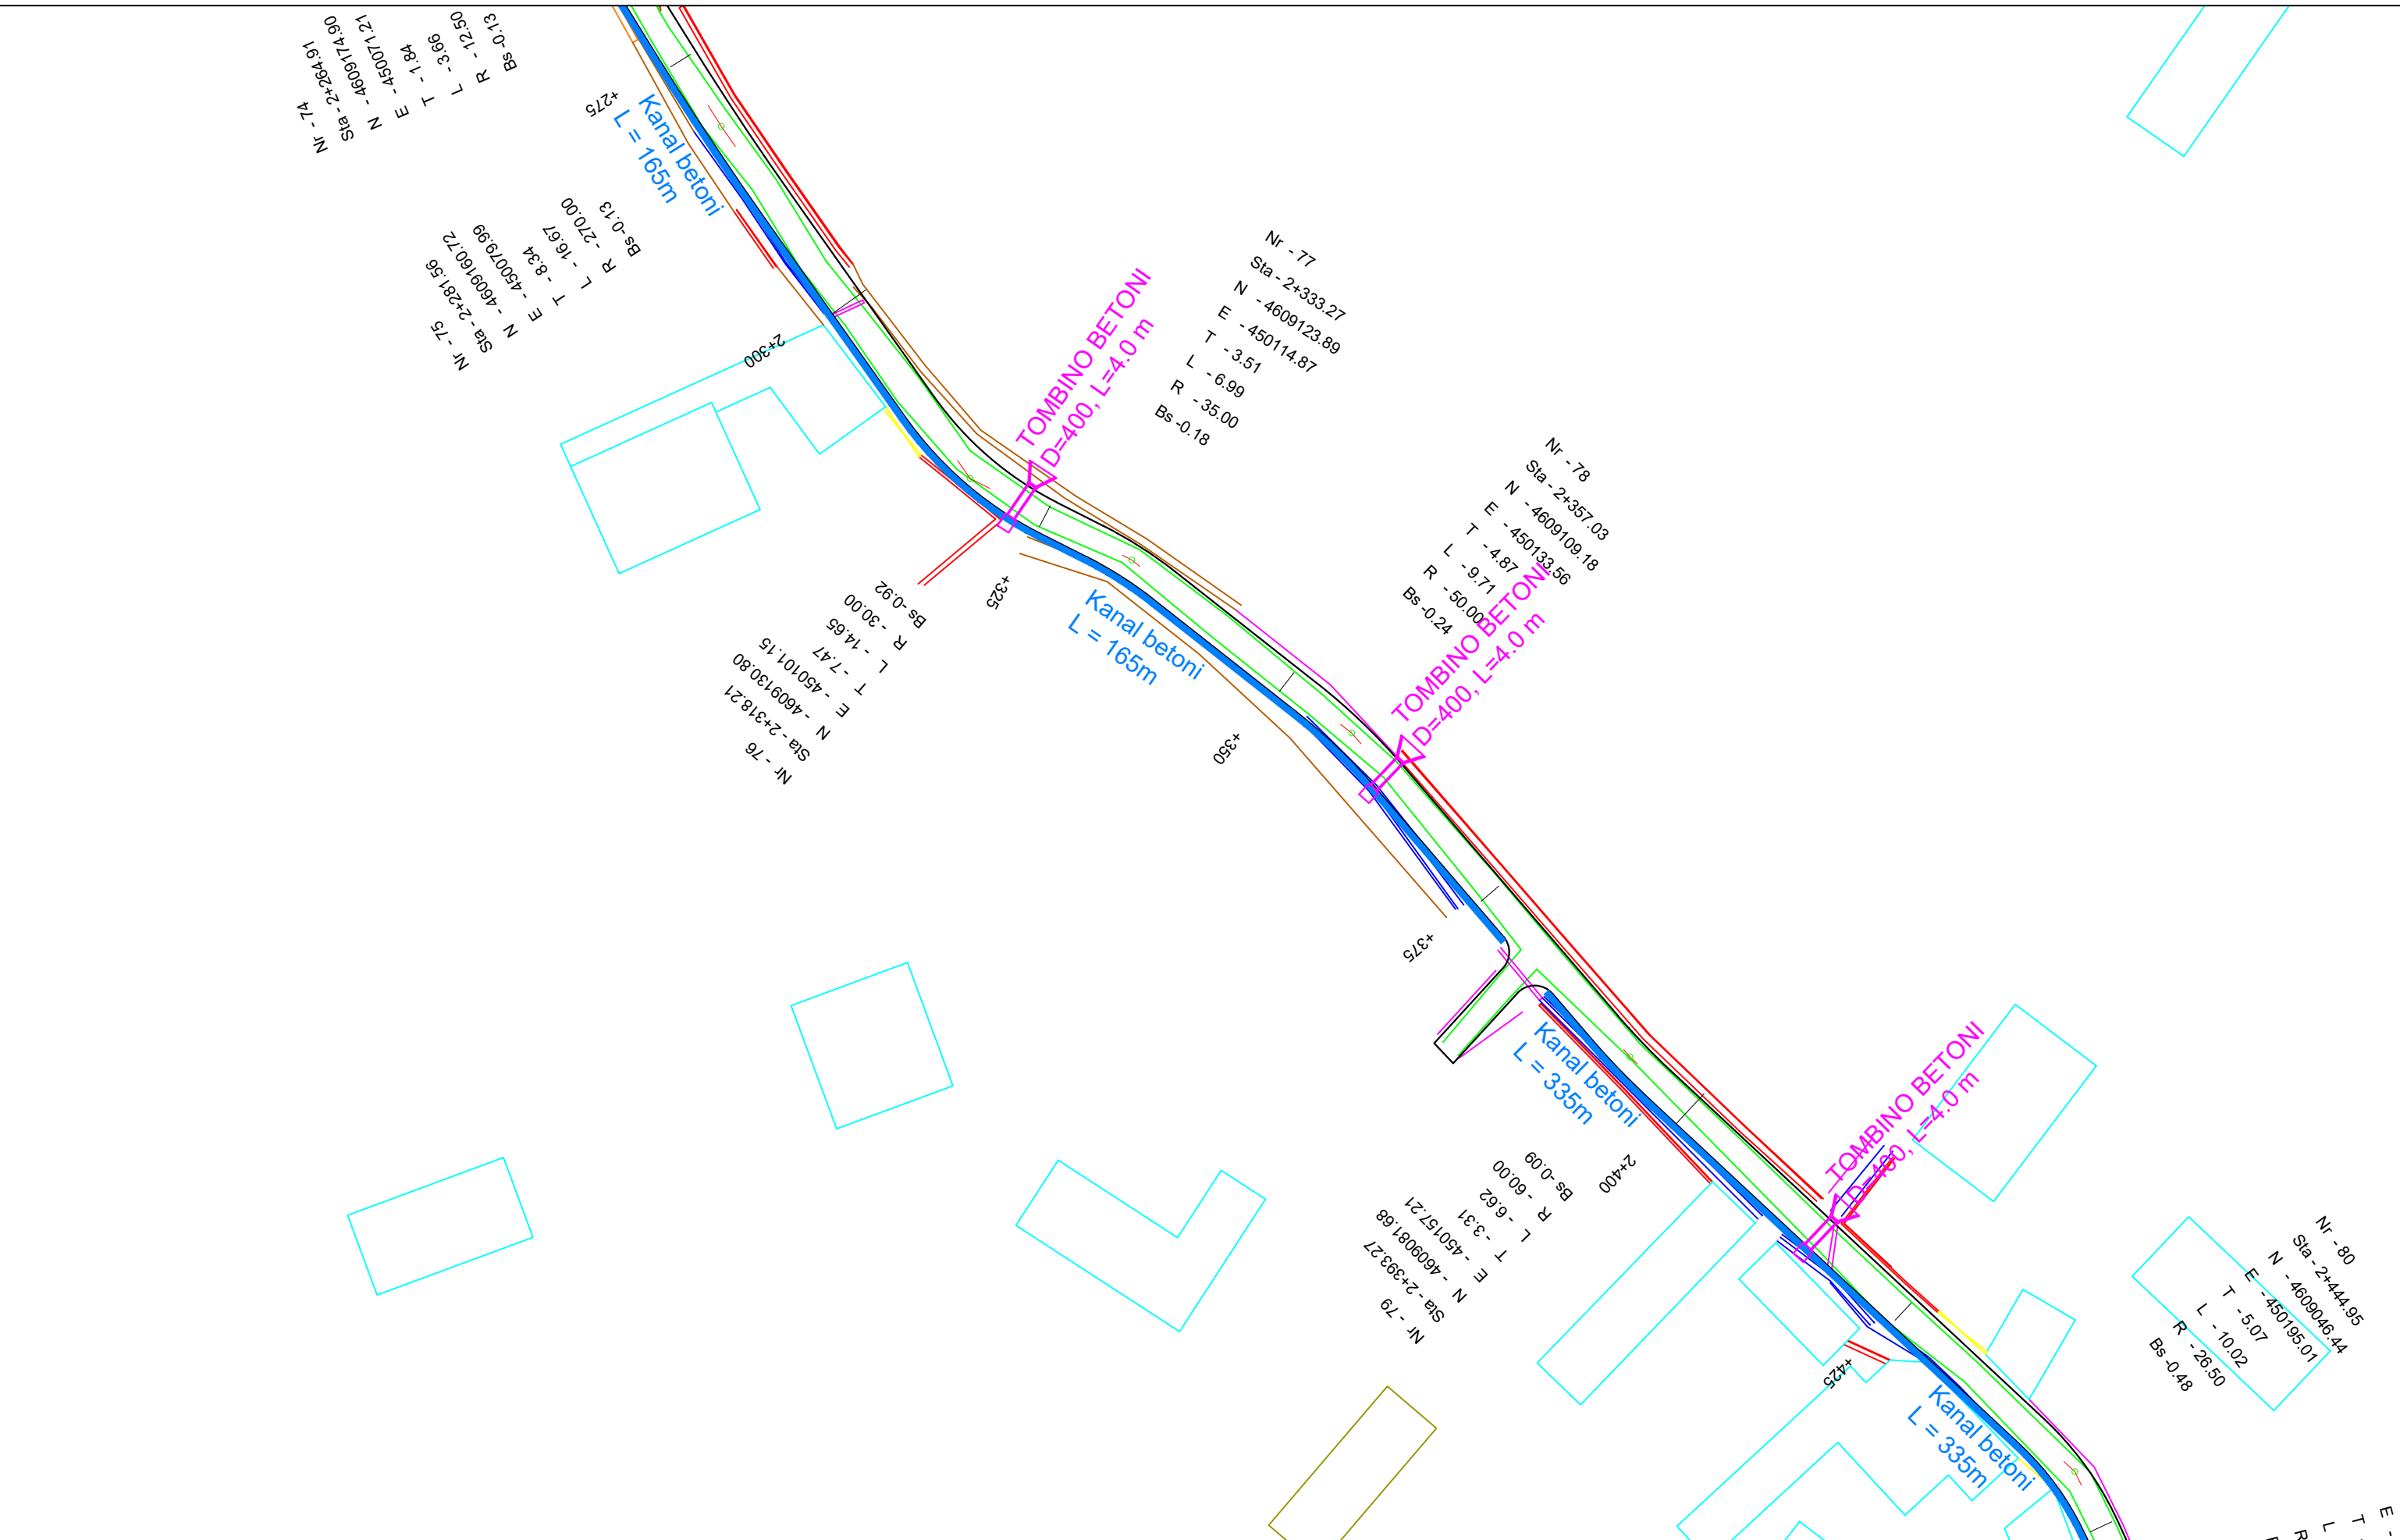 Nr - 74
Sta - 2+264.91
N - 4609174.90
E - 450071.21
T - 1.84
L - 3.66
R - 12.50
Bs -0.13
+275
Kanal betoni
L = 165m
Nr - 75
Sta - 2+281.56
N - 4609160.72
E - 450079.99
T - 8.34
L - 16.67
R - 270.00
Bs -0.13
2+300
TOMBINO BETONI
D=400, L=4.0 m
Nr - 77
Sta - 2+333.27
N - 4609123.89
E - 450114.87
T - 3.51
L - 6.99
R - 35.00
Bs -0.18
Nr - 76
Sta - 2+318.21
N - 4609130.80
E - 450101.15
T - 7.47
L - 14.65
R - 30.00
Bs -0.92
+325
Kanal betoni
L = 165m
Nr - 78
Sta - 2+357.03
N - 4609109.18
E - 450133.56
T - 4.87
L - 9.71
R - 50.00
Bs -0.24
TOMBINO BETONI
D=400, L=4.0 m
+350
+375
Kanal betoni
L = 335m
Nr - 79
Sta - 2+393.27
N - 4609081.68
E - 450157.21
T - 3.31
L - 6.62
R - 60.00
Bs -0.09
2+400
TOMBINO BETONI
D=400, L=4.0 m
Nr - 80
Sta - 2+444.95
N - 4609046.44
E - 450195.01
T - 5.07
L - 10.02
R - 26.50
Bs -0.48
+425
Kanal betoni
L = 335m
E -
T -
L
R